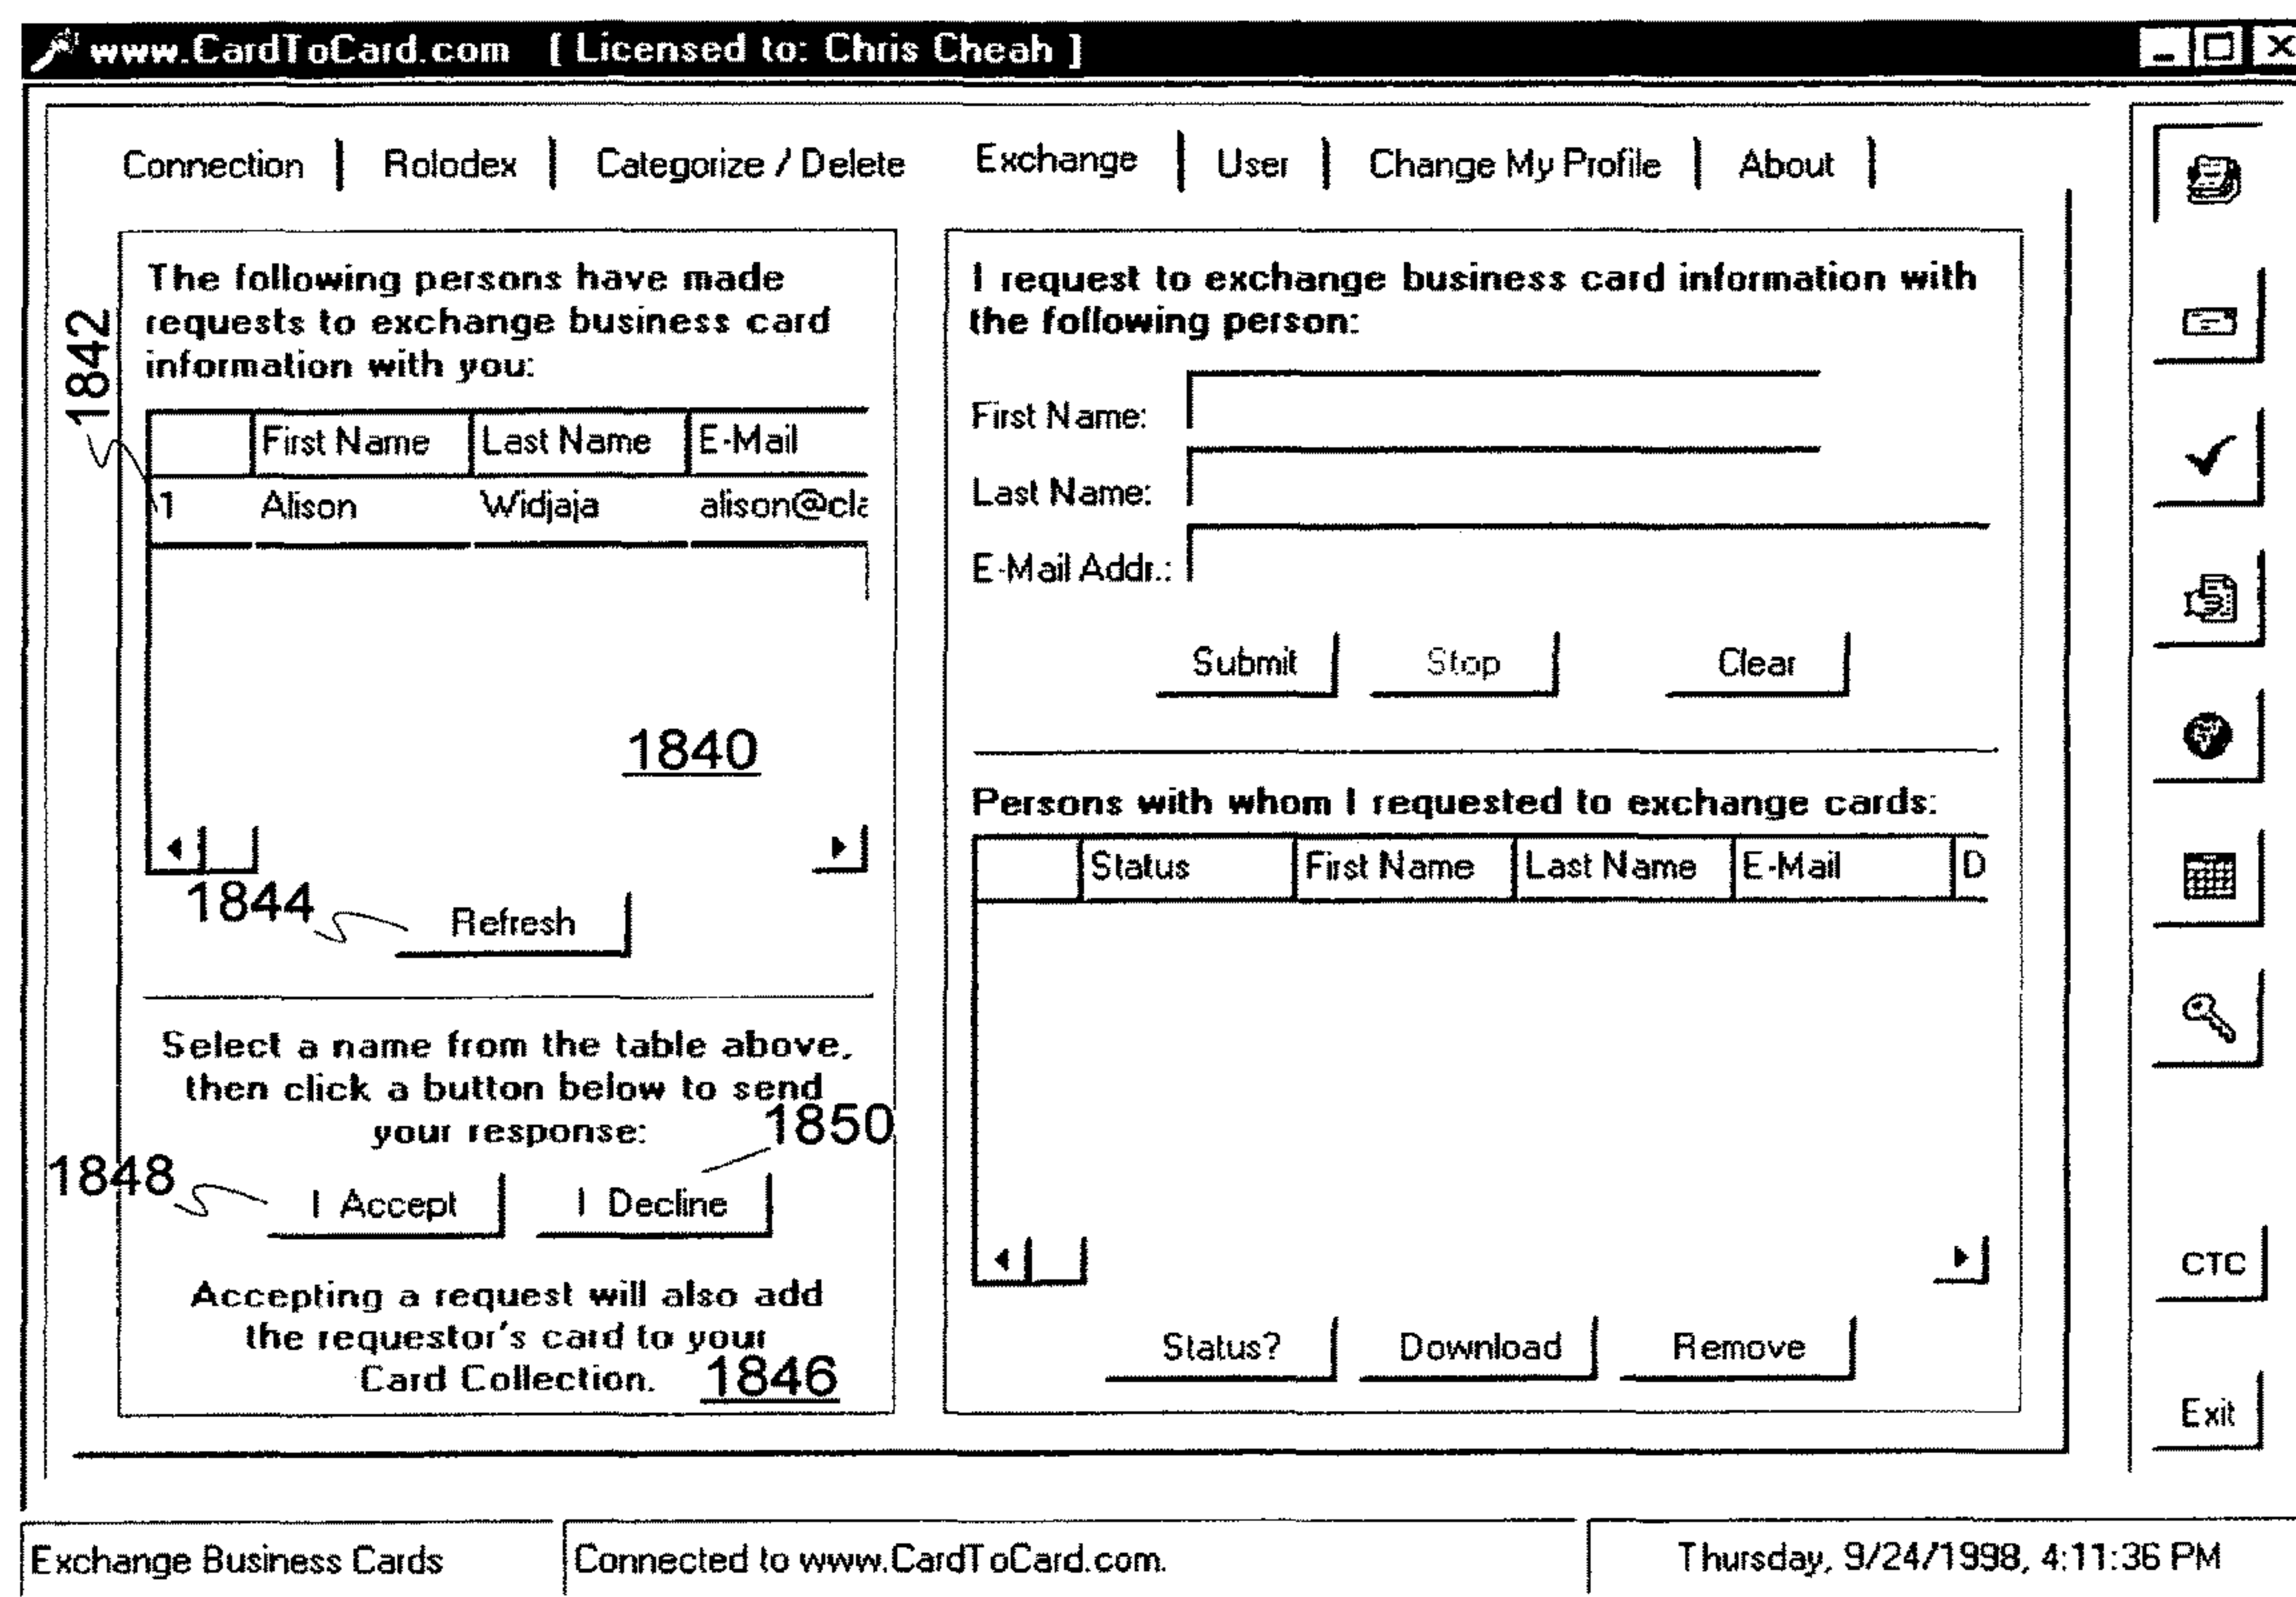 www.CardToCard.com [ Licensed to: Chris Cheah ]
Connection | Rolodex | Categorize / Delete Exchange | User | Change My Profile | About |
The following persons have made
requests to exchange business card
information with you:
1842
First Name Last Name E-Mail
1 Alison Widjaja alison@cla
1840
1844
Refresh
Select a name from the table above,
then click a button below to send
your response:
1850
1848
I Accept I Decline
Accepting a request will also add
the requestor's card to your
Card Collection.
1846
I request to exchange business card information with
the following person:
First Name:
Last Name:
E-Mail Addr.:
Submit Stop Clear
Persons with whom I requested to exchange cards:
Status First Name Last Name E-Mail D
Status? Download Remove
CTC
Exit
Exchange Business Cards Connected to www.CardToCard.com. Thursday, 9/24/1998, 4:11:36 PM